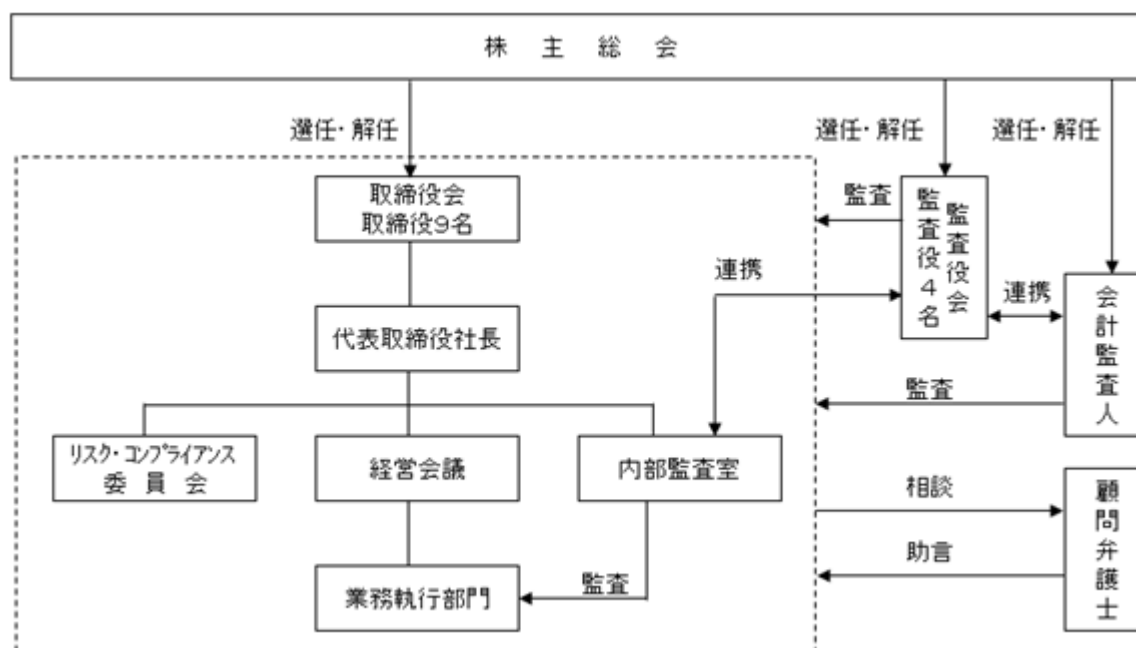 株主総会
選任・解任
選任・解任
選任・解任
取締役会
取締役9名
監査
監査役会
監査役4名
連携
連携
会計監査人
代表取締役社長
監査
リスク・コンプライアンス
委員会
経営会議
内部監査室
相談
顧問弁護士
助言
業務執行部門
監査